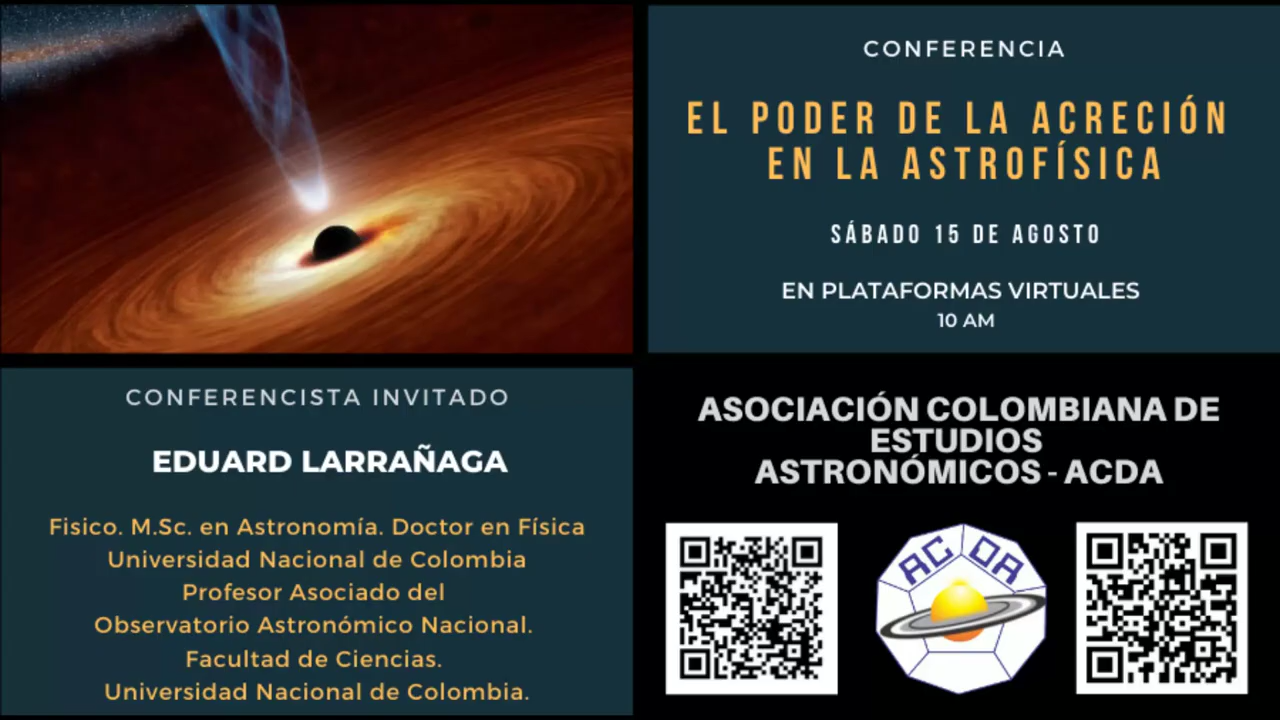 CONFERENCIA
EL PODER DE LA ACRECIÓN
EN LA ASTROFÍSICA
SÁBADO 15 DE AGOSTO
EN PLATAFORMAS VIRTUALES
10 AM
CONFERENCISTA INVITADO
EDUARD LARRAÑAGA
Fisico. M.Sc. en Astronomía. Doctor en Física
Universidad Nacional de Colombia
Profesor Asociado del
Observatorio Astronómico Nacional.
Facultad de Ciencias.
Universidad Nacional de Colombia.
ASOCIACIÓN COLOMBIANA DE
ESTUDIOS
ASTRONÓMICOS - ACDA
ACDA